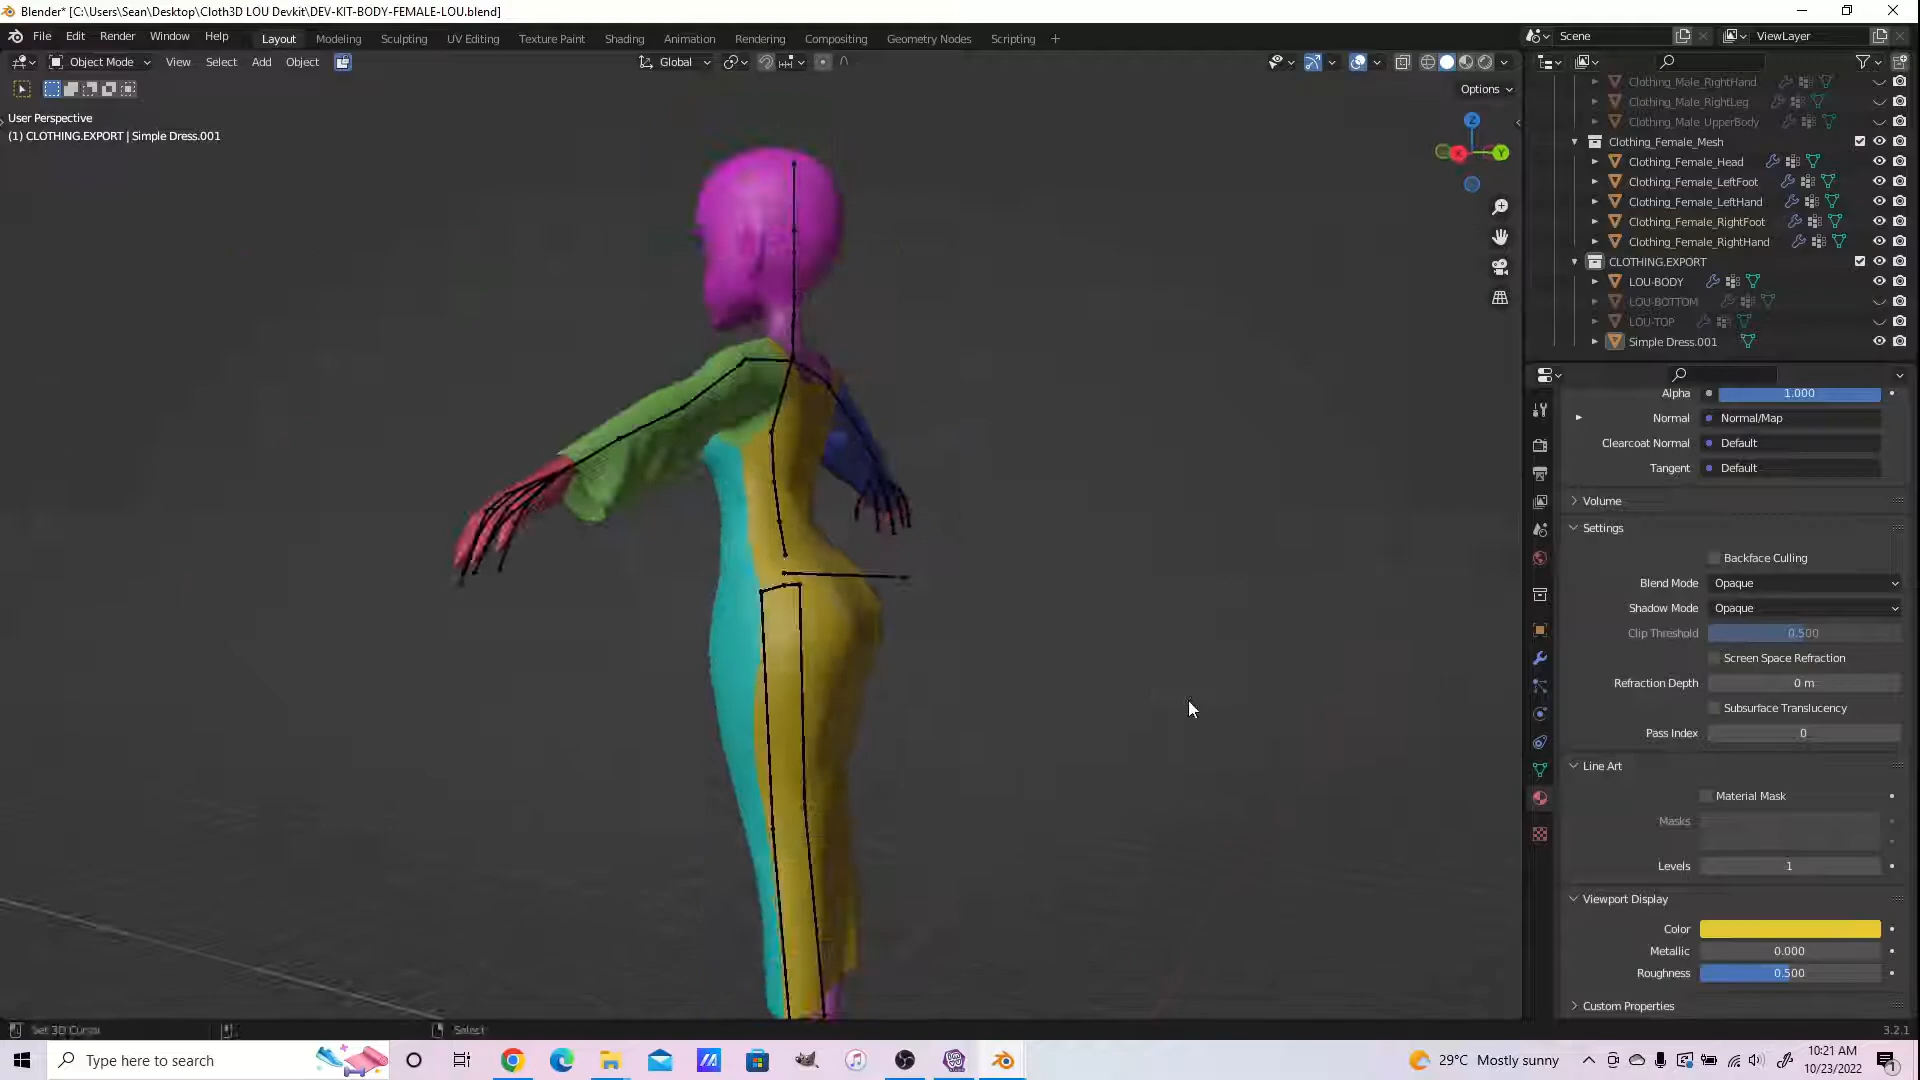 Blender* [C:\Users\Sean\Desktop\Cloth3D LOU Devkit\DEV-KIT-BODY-FEMALE-LOU.blend]
File Edit Render Window Help
Layout Modeling Sculpting UV Editing Texture Paint Shading Animation Rendering Compositing Geometry Nodes Scripting +
Scene
ViewLayer
Object Mode View Select Add Object
Global
Options
User Perspective
(1) CLOTHING.EXPORT | Simple Dress.001
Z
X
Y
Clothing_Male_RightHand
Clothing_Male_RightLeg
Clothing_Male_UpperBody
Clothing_Female_Mesh
Clothing_Female_Head
Clothing_Female_LeftFoot
Clothing_Female_LeftHand
Clothing_Female_RightFoot
Clothing_Female_RightHand
CLOTHING.EXPORT
LOU-BODY
LOU-BOTTOM
LOU-TOP
Simple Dress.001
Alpha 1.000
Normal Normal/Map
Clearcoat Normal Default
Tangent Default
Volume
Settings
Backface Culling
Blend Mode Opaque
Shadow Mode Opaque
Clip Threshold 0.500
Screen Space Refraction
Refraction Depth 0 m
Subsurface Translucency
Pass Index 0
Line Art
Material Mask
Masks
Levels 1
Viewport Display
Color
Metallic 0.000
Roughness 0.500
Custom Properties
Set 3D Cursor
Select
3.2.1
Type here to search
29°C Mostly sunny
10:21 AM
10/23/2022
1